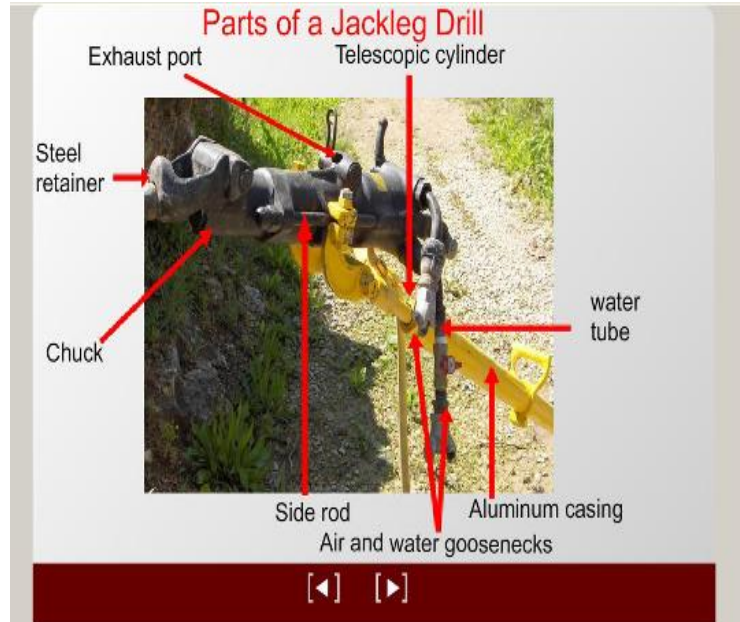 Parts of a Jackleg Drill
Exhaust port
Telescopic cylinder
Steel
retainer
water
tube
Chuck
Side rod
Aluminum casing
Air and water goosenecks